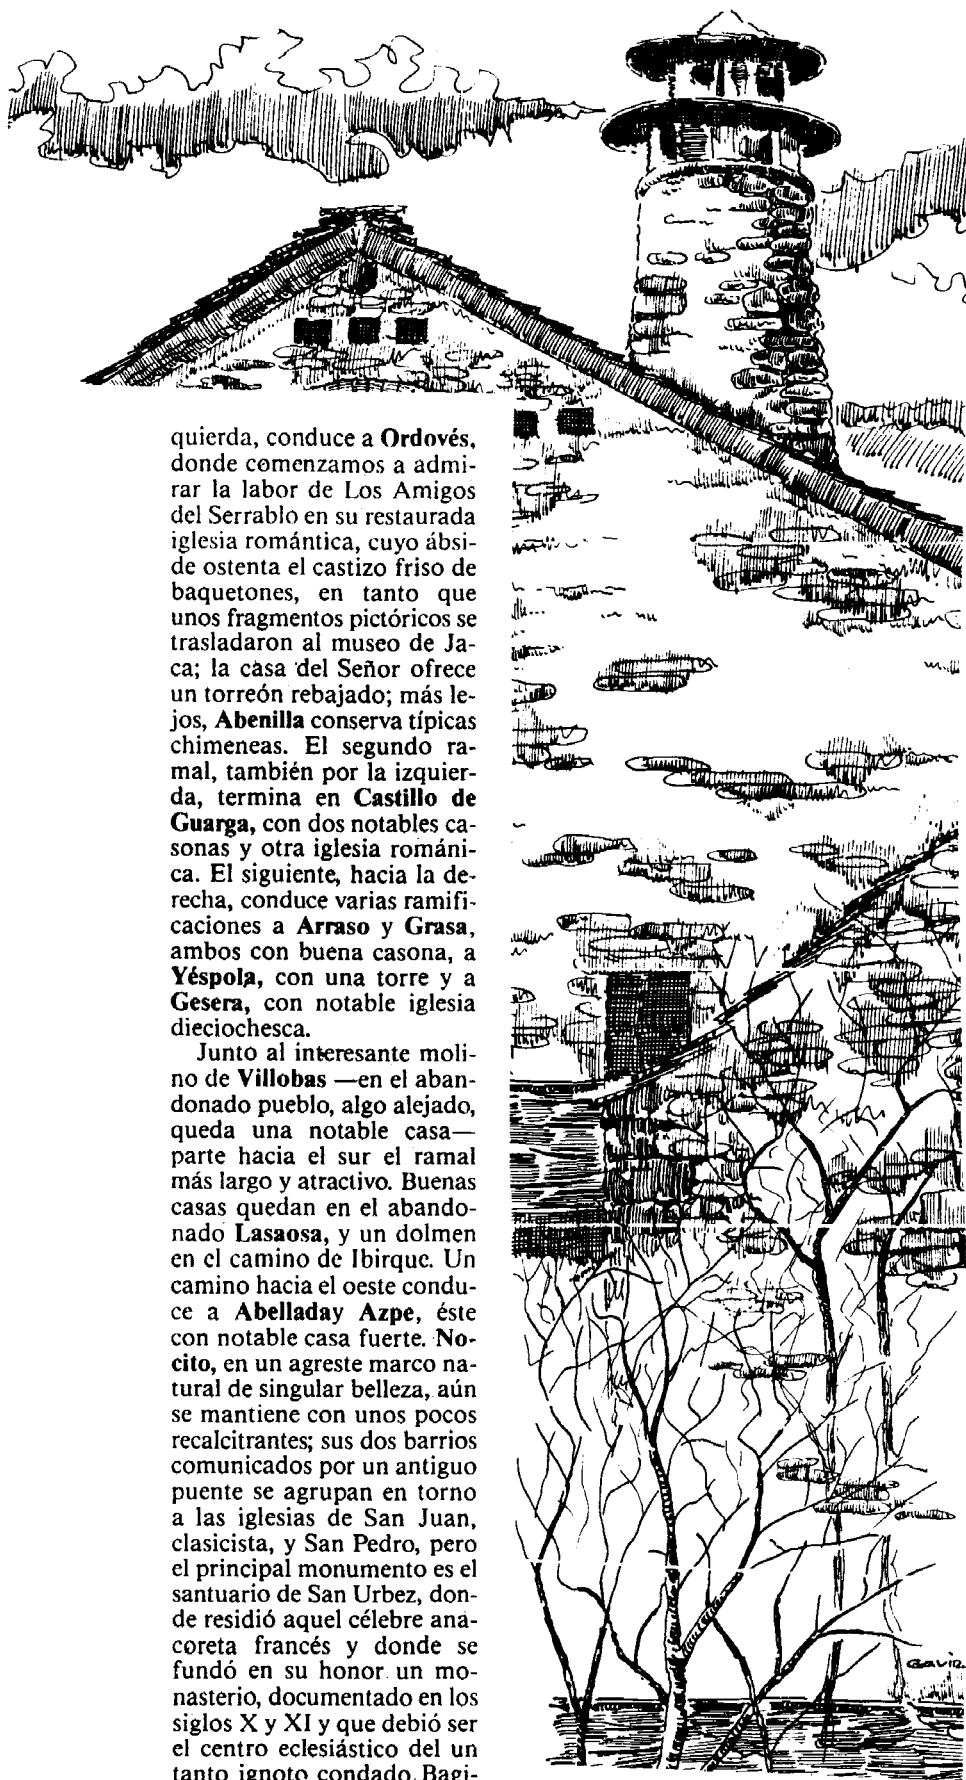 quierda, conduce a Ordovés,
donde comenzamos a admi-
rar la labor de Los Amigos
del Serrablo en su restaurada
iglesia romántica, cuyo ábsi-
de ostenta el castizo friso de
baquetones, en tanto que
unos fragmentos pictóricos se
trasladaron al museo de Ja-
ca; la casa del Señor ofrece
un torreón rebajado; más le-
jos, Abenilla conserva típicas
chimeneas. El segundo ra-
mal, también por la izquier-
da, termina en Castillo de
Guarga, con dos notables ca-
sonas y otra iglesia románi-
ca. El siguiente, hacia la de-
recha, conduce varias ramifi-
caciones a Arraso y Grasa,
ambos con buena casona, a
Yéspola, con una torre y a
Gesera, con notable iglesia
dieciochesca.
Junto al interesante moli-
no de Villobas —en el aban-
donado pueblo, algo alejado,
queda una notable casa—
parte hacia el sur el ramal
más largo y atractivo. Buenas
casas quedan en el abando-
nado Lasaosa, y un dolmen
en el camino de Ibirque. Un
camino hacia el oeste condu-
ce a Abelladay Azpe, éste
con notable casa fuerte. No-
cito, en un agreste marco na-
tural de singular belleza, aún
se mantiene con unos pocos
recalcitrantes; sus dos barrios
comunicados por un antiguo
puente se agrupan en torno
a las iglesias de San Juan,
clasicista, y San Pedro, pero
el principal monumento es el
santuario de San Urbez, don-
de residió aquel célebre ana-
coreta francés y donde se
fundó en su honor un mo-
nasterio, documentado en los
siglos X y XI y que debió ser
el centro eclesiástico del un
tanto ignoto condado. Bagi-